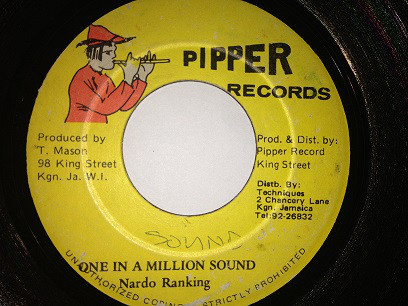 PIPPER
RECORDS
Produced by
T. Mason
98 King Street
Kgn. Ja. W.I.
Prod. & Dist. by:
Pipper Record
King Street
Distb. By:
Techniques
2 Chancery Lane
Kgn. Jamaica
Tel:92-26832
SOUND
ONE IN A MILLION SOUND
Nardo Ranking
UNAUTHORIZED COPYING STRICTLY PROHIBITED